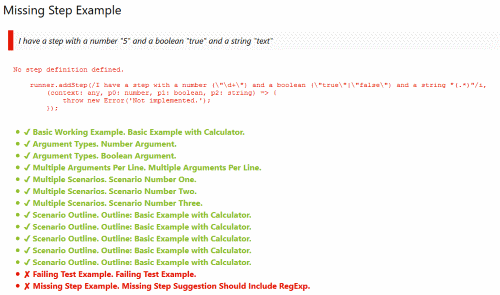 Missing Step Example
I have a step with a number "5" and a boolean "true" and a string "text"
No step definition defined.
runner.addStep(/I have a step with a number (\"\d+\") and a boolean (\"true\"|\"false\") and a string "(.*)"/i,
(context: any, p0: number, p1: boolean, p2: string) => {
throw new Error('Not implemented.');
});
• ✓ Basic Working Example. Basic Example with Calculator.
• ✓ Argument Types. Number Argument.
• ✓ Argument Types. Boolean Argument.
• ✓ Multiple Arguments Per Line. Multiple Arguments Per Line.
• ✓ Multiple Scenarios. Scenario Number One.
• ✓ Multiple Scenarios. Scenario Number Two.
• ✓ Multiple Scenarios. Scenario Number Three.
• ✓ Scenario Outline. Outline: Basic Example with Calculator.
• ✓ Scenario Outline. Outline: Basic Example with Calculator.
• ✓ Scenario Outline. Outline: Basic Example with Calculator.
• ✓ Scenario Outline. Outline: Basic Example with Calculator.
• ✓ Scenario Outline. Outline: Basic Example with Calculator.
• ✗ Failing Test Example. Failing Test Example.
• ✗ Missing Step Example. Missing Step Suggestion Should Include RegExp.